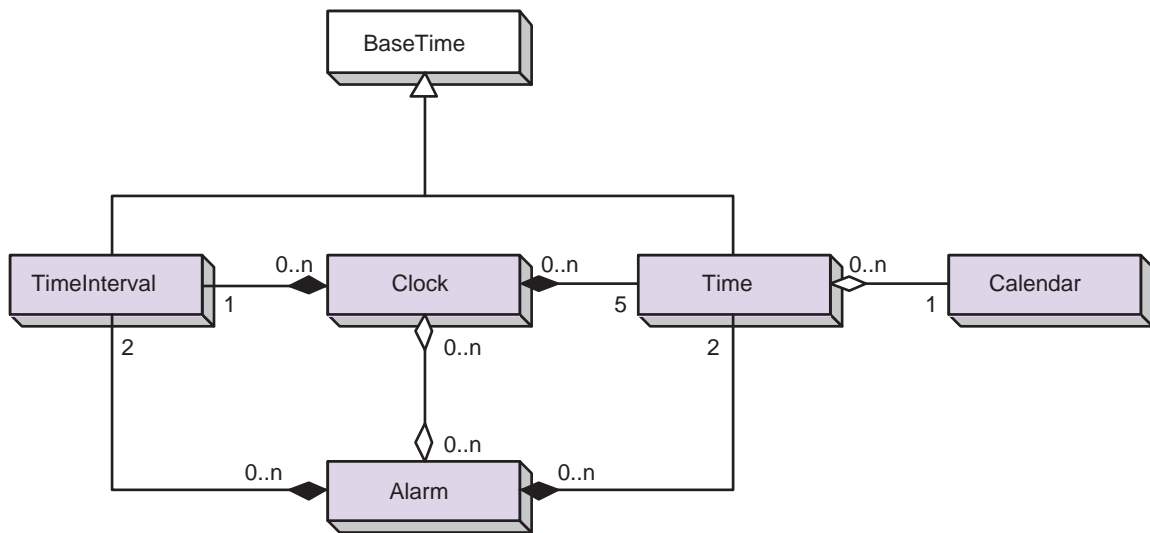 BaseTime
TimeInterval
0..n
Clock
0..n
Time
0..n
Calendar
1
5
1
2
0..n
2
0..n
0..n
Alarm
0..n